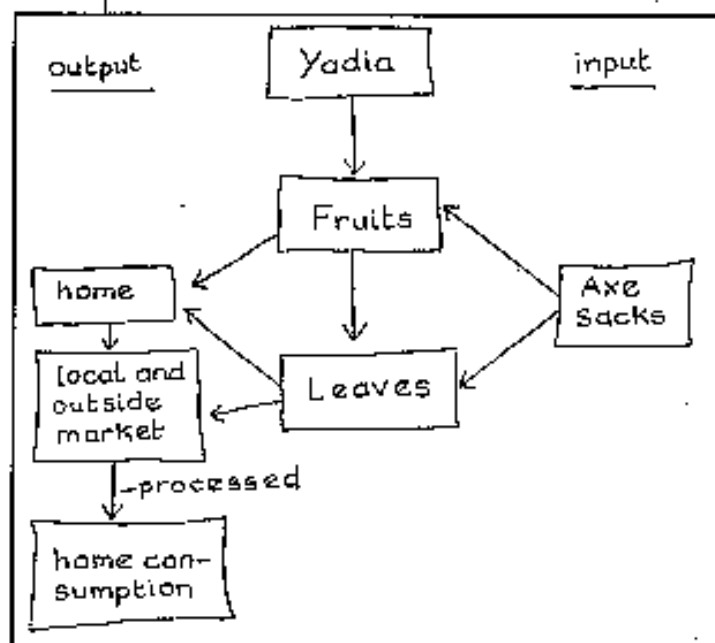 output
Yadia
input
Fruits
home
Axe
sacks
local and
outside
market
Leaves
-processed
home con-
sumption